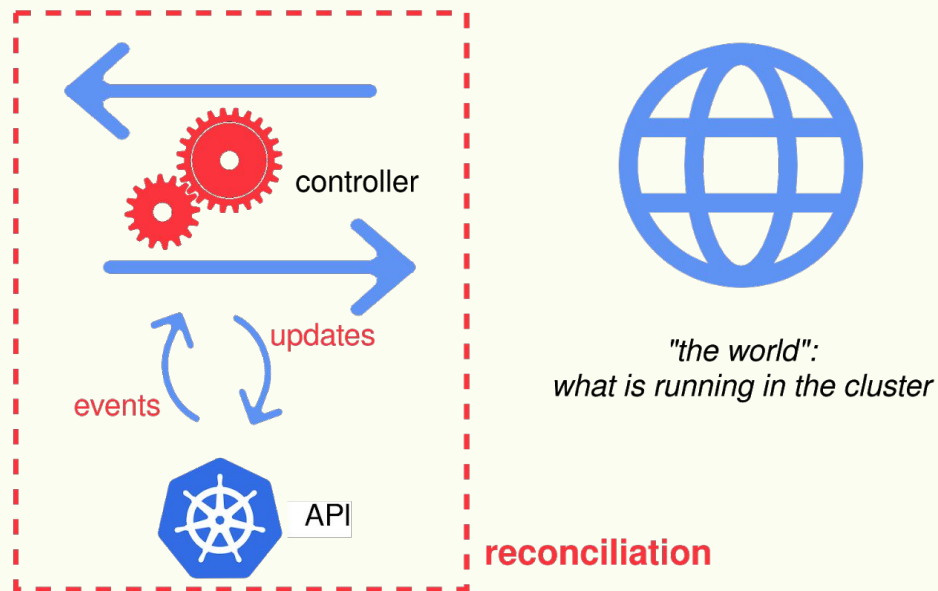 controller
updates
events
API
reconciliation
"the world":
what is running in the cluster